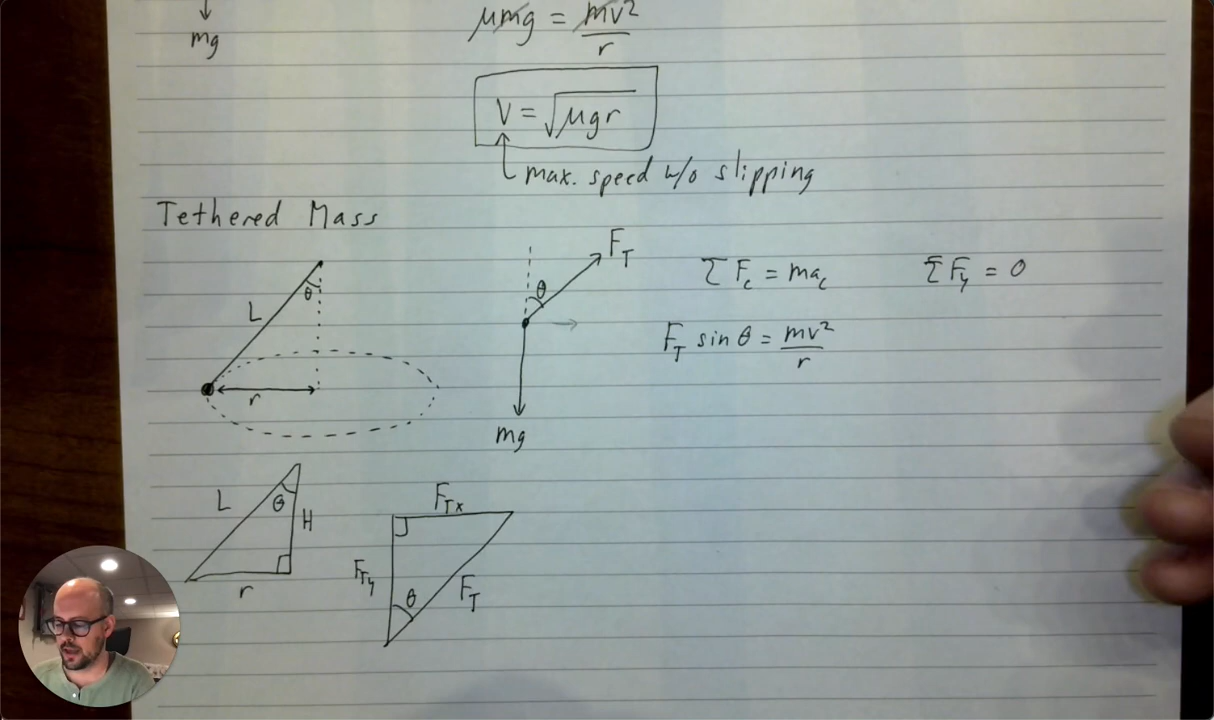 mg
μmg = mv²/r
V = √μgr
max. speed w/o slipping
Tethered Mass
θ
L
r
F_T
θ
mg
ΣF_c = ma_c
ΣF_y = 0
F_T sin θ = mv²/r
L
θ
H
r
F_Tx
F_Ty
θ
F_T